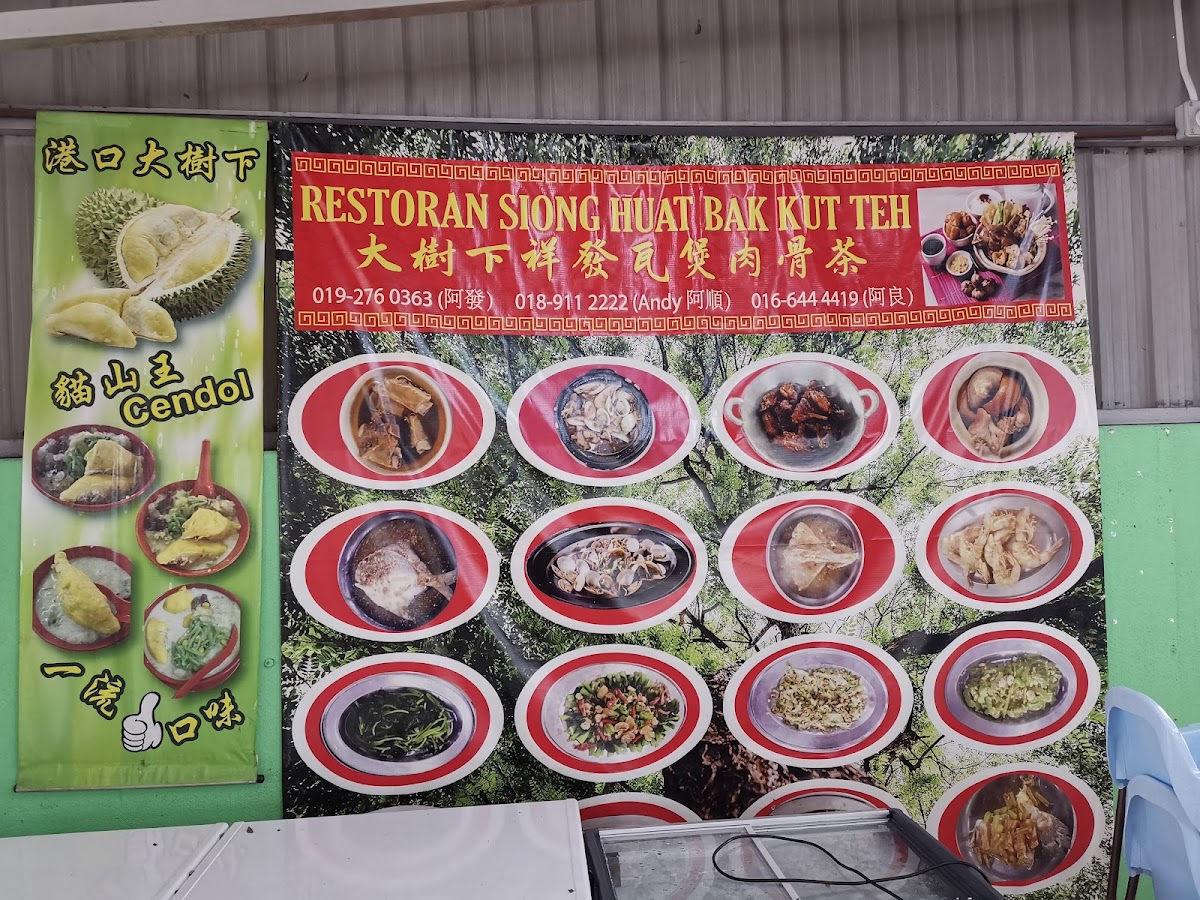 港口大樹下
貓山王
Cendol
一流口味
RESTORAN SIONG HUAT BAK KUT TEH
大樹下祥發瓦煲肉骨茶
019-276 0363 (阿發) 018-911 2222 (Andy 阿順) 016-644 4419 (阿良)